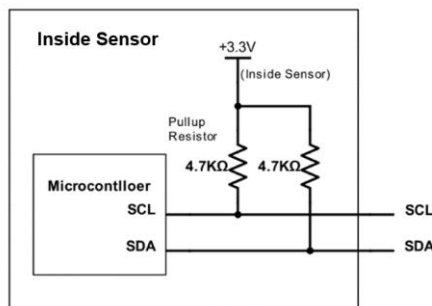 Inside Sensor
+3.3V
(Inside Sensor)
Pullup
Resistor
4.7KΩ 4.7KΩ
Microcontlloer
SCL SCL
SDA SDA